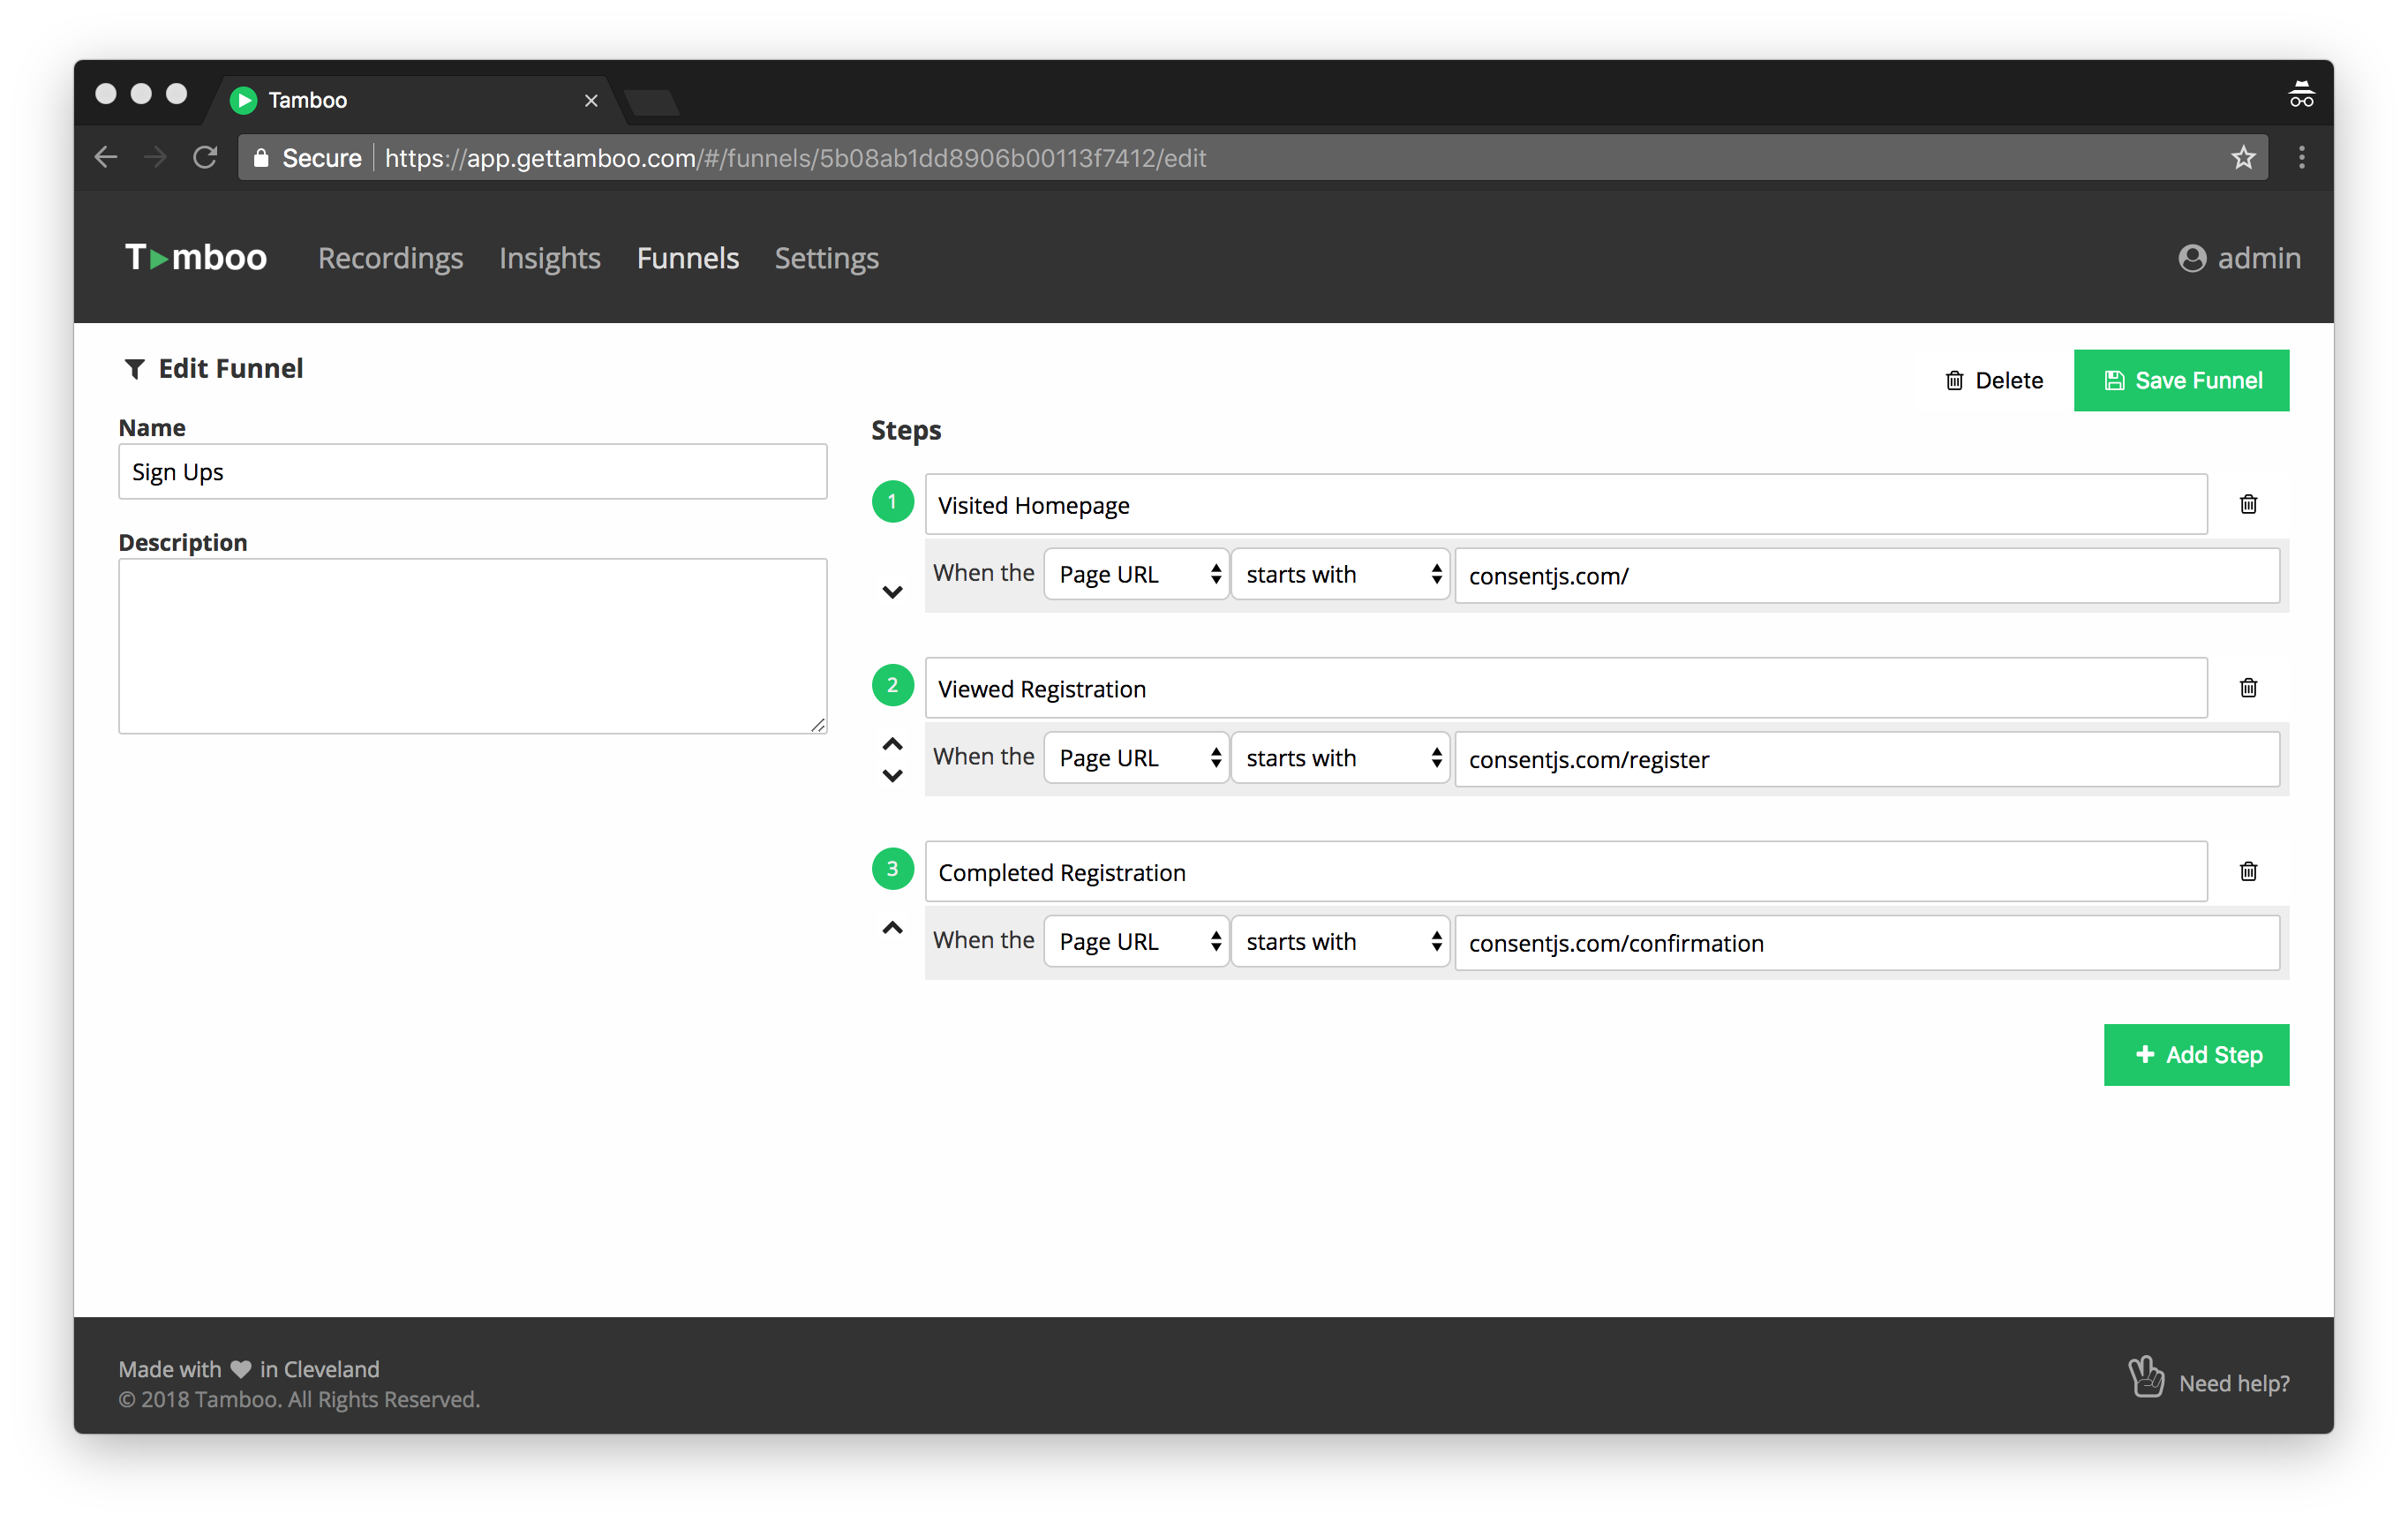 Tamboo
Secure https://app.gettamboo.com/#/funnels/5b08ab1dd8906b00113f7412/edit
Tamboo Recordings Insights Funnels Settings admin
Edit Funnel
Delete Save Funnel
Name
Sign Ups
Description
Steps
1 Visited Homepage
When the Page URL starts with consentjs.com/
2 Viewed Registration
When the Page URL starts with consentjs.com/register
3 Completed Registration
When the Page URL starts with consentjs.com/confirmation
Add Step
Made with ♥ in Cleveland
© 2018 Tamboo. All Rights Reserved.
Need help?